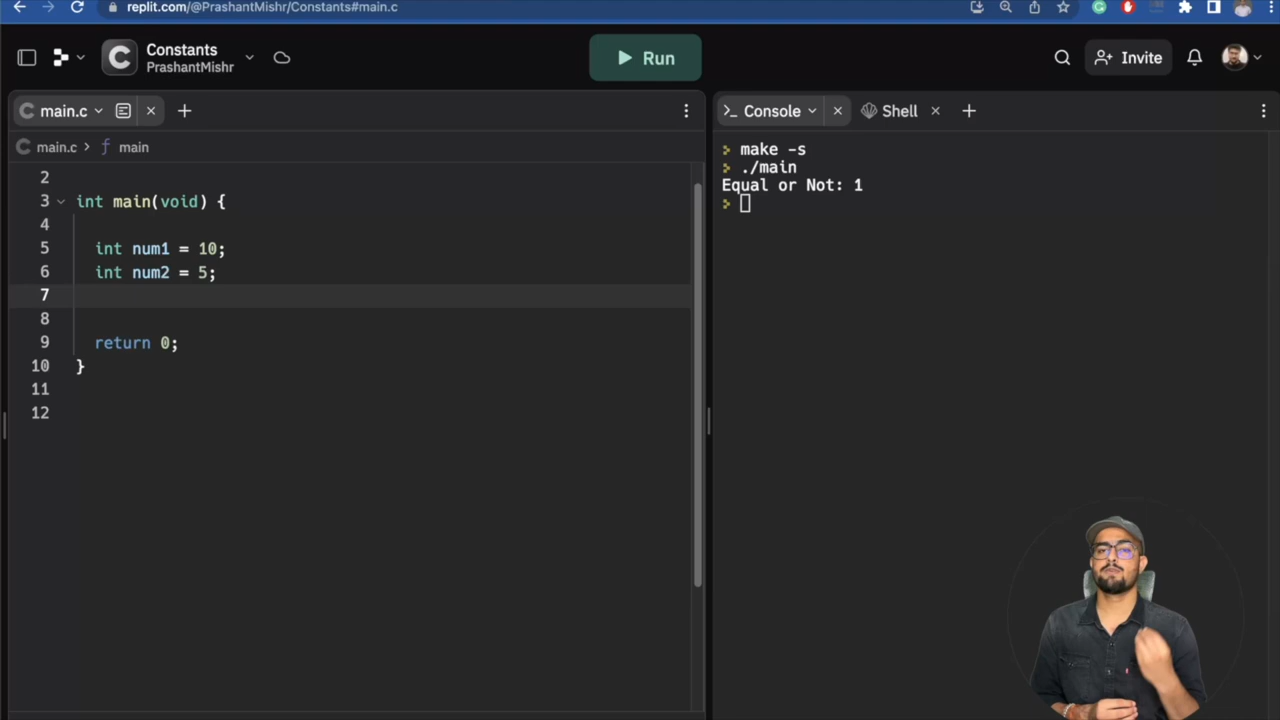 replit.com/@PrashantMishr/Constants#main.c
Constants
PrashantMishr
Run
Invite
main.c
Console
Shell
main.c > f main
2
3 int main(void) {
4
5 int num1 = 10;
6 int num2 = 5;
7
8
9 return 0;
10 }
11
12
> make -s
> ./main
Equal or Not: 1
>